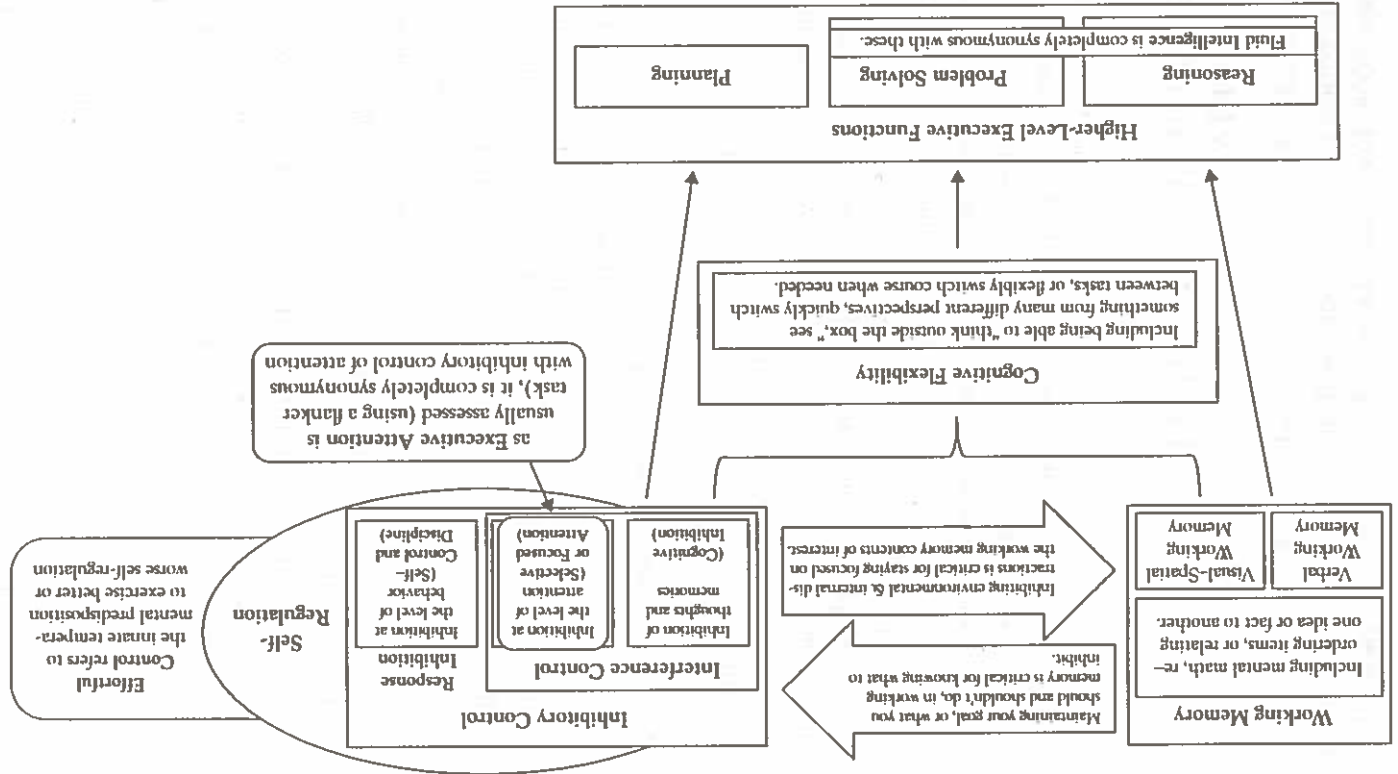 Working Memory
Including mental math, re–
ordering items, or relating
one idea or fact to another.
Verbal
Working
Memory
Visual-Spatial
Working
Memory
Maintaining your goal, or what you
should and shouldn't do, in working
memory is critical for knowing what to
inhibit.
Inhibiting environmental & internal dis-
tractions is critical for staying focused on
the working memory contents of interest.
Inhibitory Control
Interference Control
Inhibition of
thoughts and
memories
(Cognitive
Inhibition)
Inhibition at
the level of
attention
(Selective
or Focused
Attention)
Response
Inhibition
Inhibition at
the level of
behavior
(Self–
Control and
Discipline)
Self-
Regulation
Effortful
Control refers to
the innate tempera-
mental predisposition
to exercise better or
worse self-regulation
as Executive Attention is
usually assessed (using a flanker
task), it is completely synonymous
with inhibitory control of attention
Cognitive Flexibility
Including being able to "think outside the box," see
something from many different perspectives, quickly switch
between tasks, or flexibly switch course when needed.
Higher-Level Executive Functions
Reasoning
Problem Solving
Planning
Fluid Intelligence is completely synonymous with these.